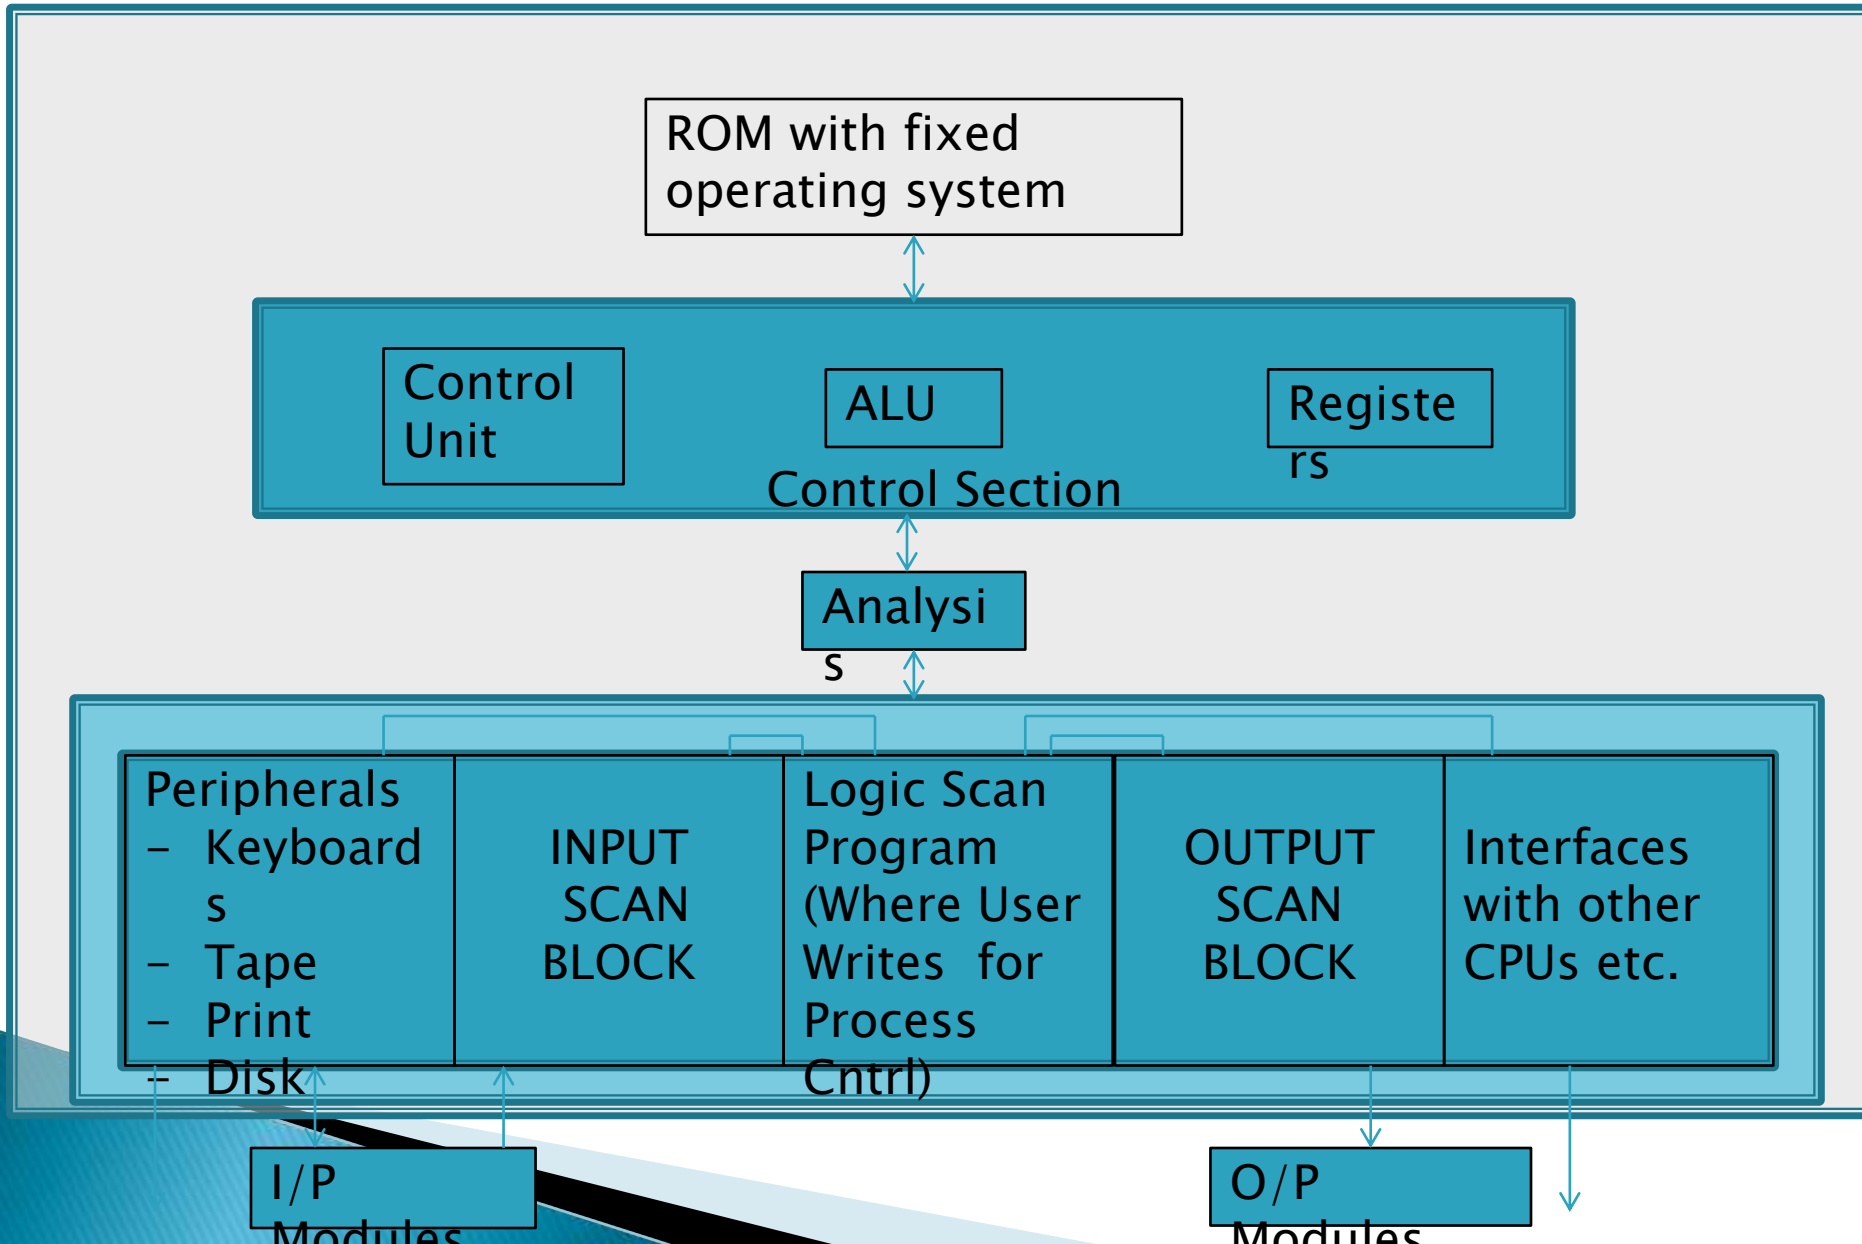 ROM with fixed
operating system
Control
Unit
ALU
Registe
rs
Control Section
Analysi
s
Peripherals
– Keyboard
s
– Tape
– Print
– Disk
INPUT
SCAN
BLOCK
Logic Scan
Program
(Where User
Writes for
Process
Cntrl)
OUTPUT
SCAN
BLOCK
Interfaces
with other
CPUs etc.
I/P
Modules
O/P
Modules